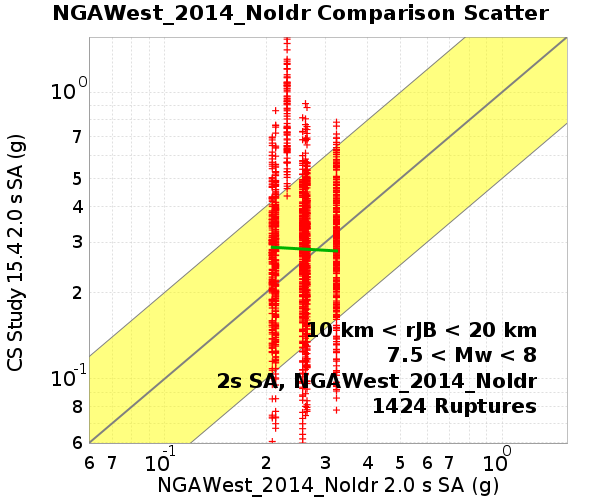 NGAWest_2014_NoIdr Comparison Scatter
CS Study 15.4 2.0 s SA (g)
10⁰
7
5
4
3
2
10⁻¹
8
6
10 km < rJB < 20 km
7.5 < Mw < 8
2s SA, NGAWest_2014_NoIdr
1424 Ruptures
6 7 10⁻¹ 2 3 4 5 6 7 10⁰
NGAWest_2014_NoIdr 2.0 s SA (g)